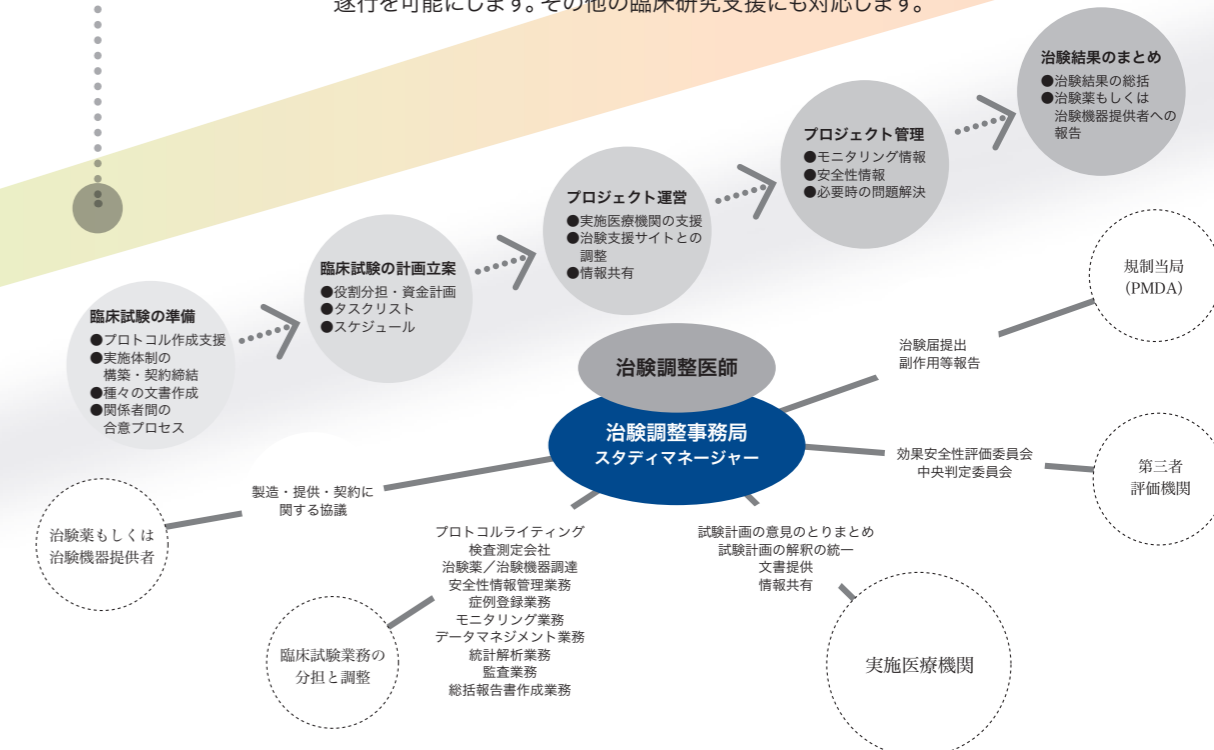 遂行を可能にします。その他の臨床研究支援にも対応します。
治験結果のまとめ
●治験結果の総括
●治験薬もしくは
治験機器提供者への
報告
プロジェクト管理
●モニタリング情報
●安全性情報
●必要時の問題解決
プロジェクト運営
●実施医療機関の支援
●治験支援サイトとの
調整
●情報共有
臨床試験の計画立案
●役割分担・資金計画
●タスクリスト
●スケジュール
臨床試験の準備
●プロトコル作成支援
●実施体制の
構築・契約締結
●種々の文書作成
●関係者間の
合意プロセス
規制当局
(PMDA)
治験届提出
副作用等報告
治験調整医師
治験調整事務局
スタディマネージャー
効果安全性評価委員会
中央判定委員会
第三者
評価機関
製造・提供・契約に
関する協議
治験薬もしくは
治験機器提供者
プロトコルライティング
検査測定会社
治験薬／治験機器調達
安全性情報管理業務
症例登録業務
モニタリング業務
データマネジメント業務
統計解析業務
監査業務
総括報告書作成業務
臨床試験業務の
分担と調整
試験計画の意見のとりまとめ
試験計画の解釈の統一
文書提供
情報共有
実施医療機関